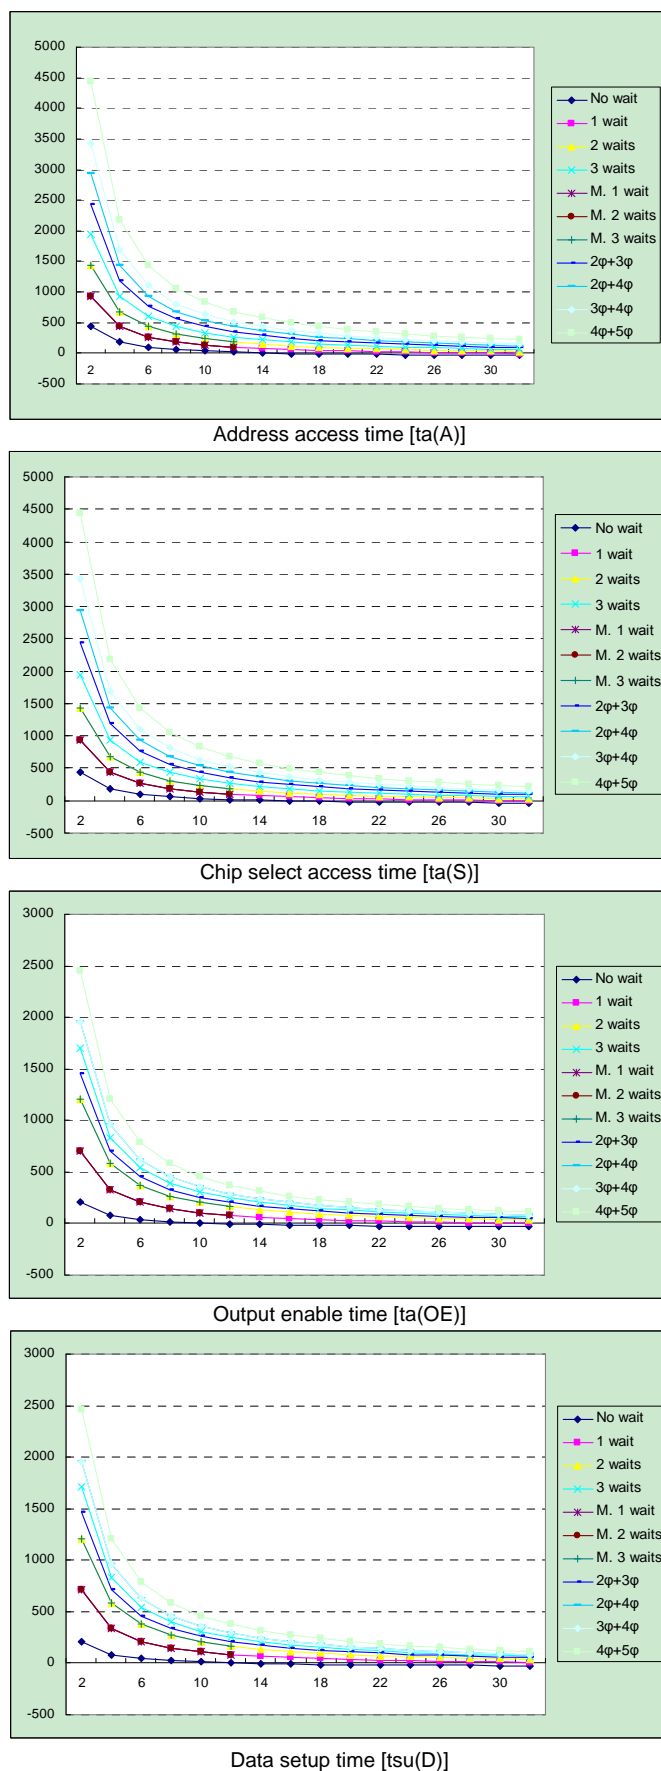 5000
4500
4000
3500
3000
2500
2000
1500
1000
500
0
-500
2 6 10 14 18 22 26 30
No wait
1 wait
2 waits
3 waits
M. 1 wait
M. 2 waits
M. 3 waits
2φ+3φ
2φ+4φ
3φ+4φ
4φ+5φ
Address access time [ta(A)]
5000
4500
4000
3500
3000
2500
2000
1500
1000
500
0
-500
2 6 10 14 18 22 26 30
No wait
1 wait
2 waits
3 waits
M. 1 wait
M. 2 waits
M. 3 waits
2φ+3φ
2φ+4φ
3φ+4φ
4φ+5φ
Chip select access time [ta(S)]
3000
2500
2000
1500
1000
500
0
-500
2 6 10 14 18 22 26 30
No wait
1 wait
2 waits
3 waits
M. 1 wait
M. 2 waits
M. 3 waits
2φ+3φ
2φ+4φ
3φ+4φ
4φ+5φ
Output enable time [ta(OE)]
3000
2500
2000
1500
1000
500
0
-500
2 6 10 14 18 22 26 30
No wait
1 wait
2 waits
3 waits
M. 1 wait
M. 2 waits
M. 3 waits
2φ+3φ
2φ+4φ
3φ+4φ
4φ+5φ
Data setup time [tsu(D)]